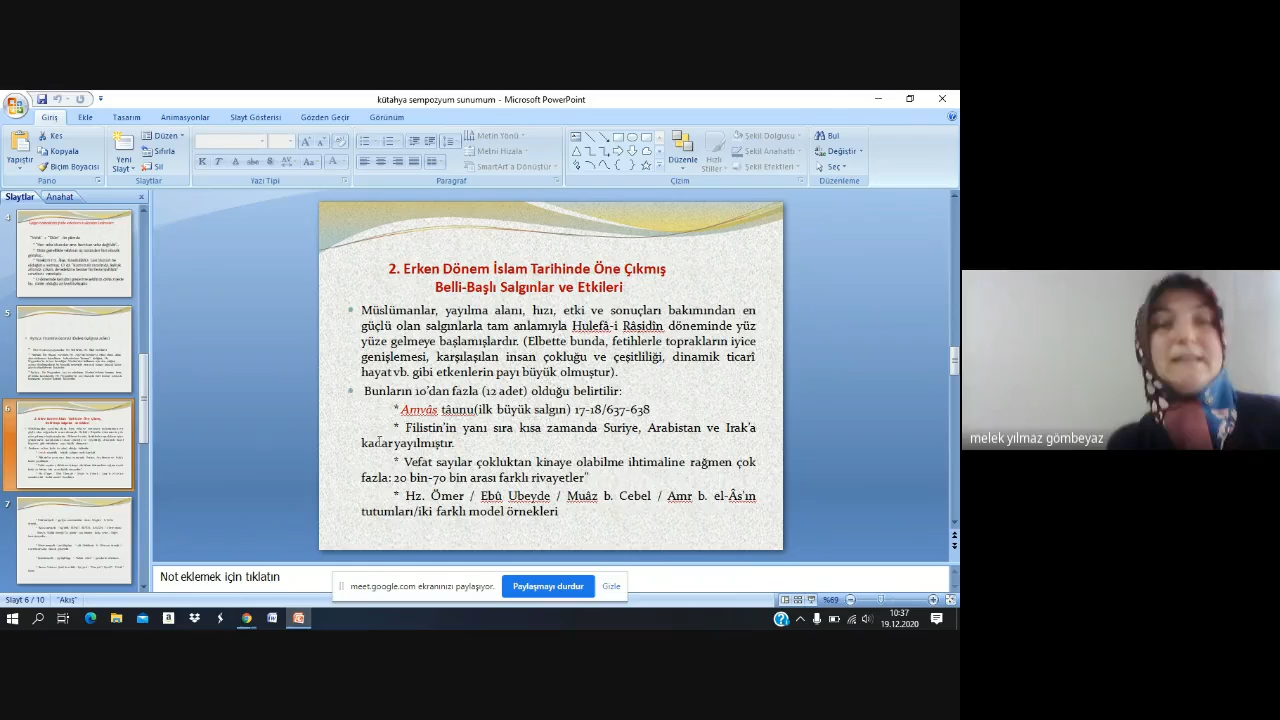 kütahya sempozyum sunumum - Microsoft PowerPoint
Giriş Ekle Tasarım Animasyonlar Slayt Gösterisi Gözden Geçir Görünüm
Yapıştır
Kes
Kopyala
Biçim Boyacısı
Pano
Yeni Slayt
Düzen
Sıfırla
Sil
Slaytlar
Yazı Tipi
Metin Yönü
Metni Hizala
SmartArt'a Dönüştür
Paragraf
Düzenle
Hızlı Stiller
Şekil Dolgusu
Şekil Anahattı
Şekil Efektleri
Çizim
Bul
Değiştir
Seç
Düzenleme
Slaytlar Anahat
4
5
6
7
2. Erken Dönem İslam Tarihinde Öne Çıkmış
Belli-Başlı Salgınlar ve Etkileri
Müslümanlar, yayılma alanı, hızı, etki ve sonuçları bakımından en
güçlü olan salgınlarla tam anlamıyla Hulefâ-i Râşidîn döneminde yüz
yüze gelmeye başlamışlardır. (Elbette bunda, fetihlerle toprakların iyice
genişlemesi, karşılaşılan insan çokluğu ve çeşitliliği, dinamik ticari
hayat vb. gibi etkenlerin payı büyük olmuştur).
Bunların 10'dan fazla (12 adet) olduğu belirtilir:
* Amvâs tâunu (ilk büyük salgın) 17-18/637-638
* Filistin'in yanı sıra kısa zamanda Suriye, Arabistan ve Irak'a
kadar yayılmıştır.
* Vefat sayıları çokluktan kinaye olabilme ihtimaline rağmen çok
fazla: 20 bin-70 bin arası farklı rivayetler"
* Hz. Ömer / Ebû Ubeyde / Muâz b. Cebel / Amr b. el-Âs'ın
tutumları/iki farklı model örnekleri
Not eklemek için tıklatın
meet.google.com ekranınızı paylaşıyor. Paylaşmayı durdur Gizle
Slayt 6 / 10 "Akış" %69
10:37
19.12.2020
melek yılmaz gömbeyaz